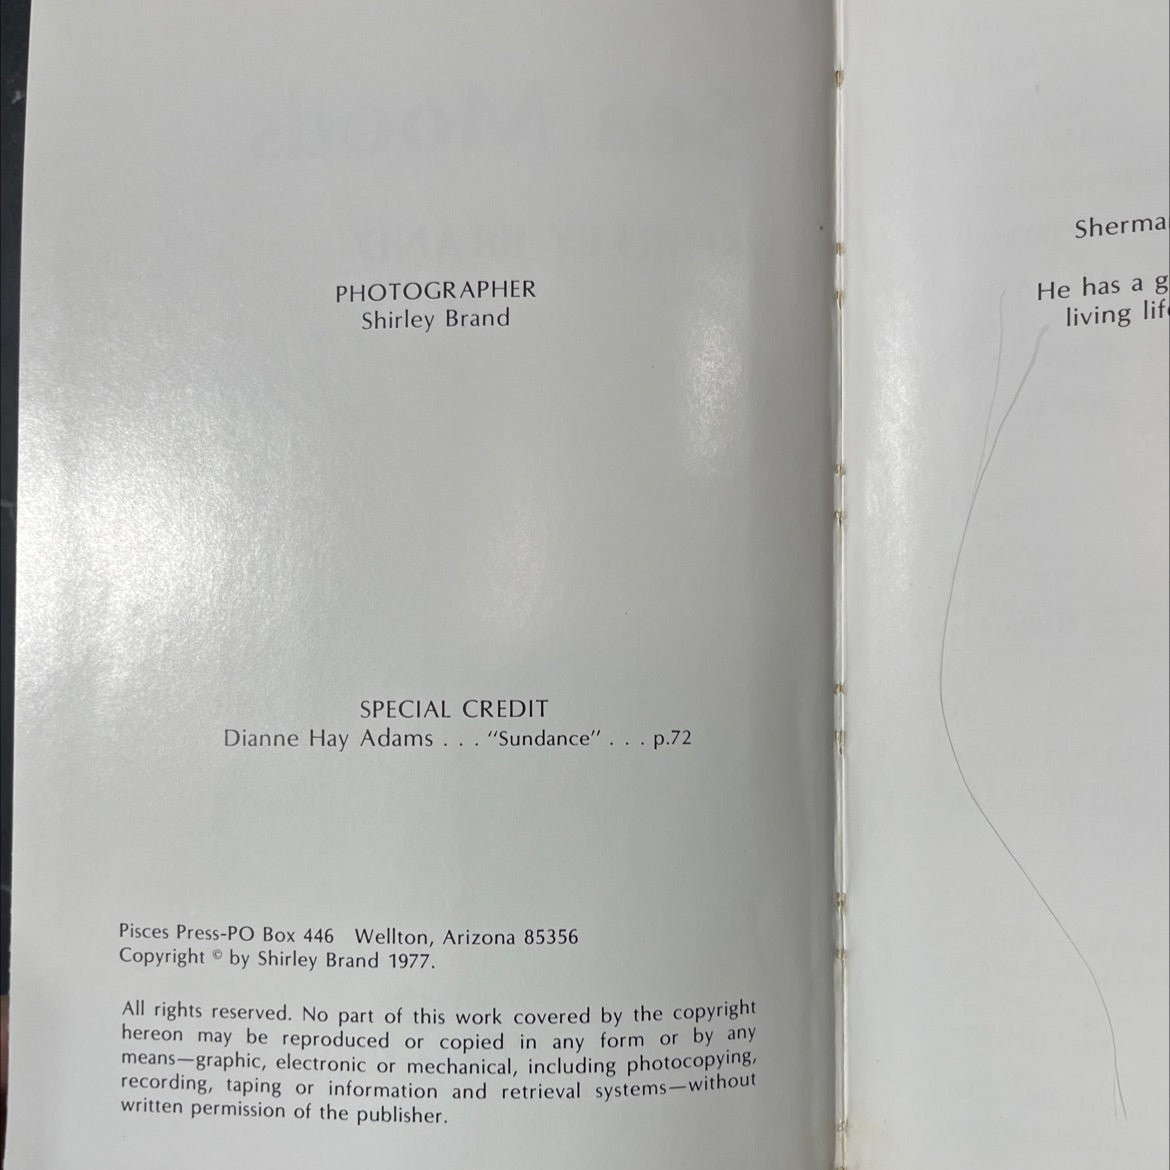 PHOTOGRAPHER
Shirley Brand
SPECIAL CREDIT
Dianne Hay Adams . . . “Sundance” . . . p.72
Pisces Press-PO Box 446 Wellton, Arizona 85356
Copyright © by Shirley Brand 1977.
All rights reserved. No part of this work covered by the copyright
hereon may be reproduced or copied in any form or by any
means—graphic, electronic or mechanical, including photocopying,
recording, taping or information and retrieval systems—without
written permission of the publisher.
Sherma
He has a g
living lif